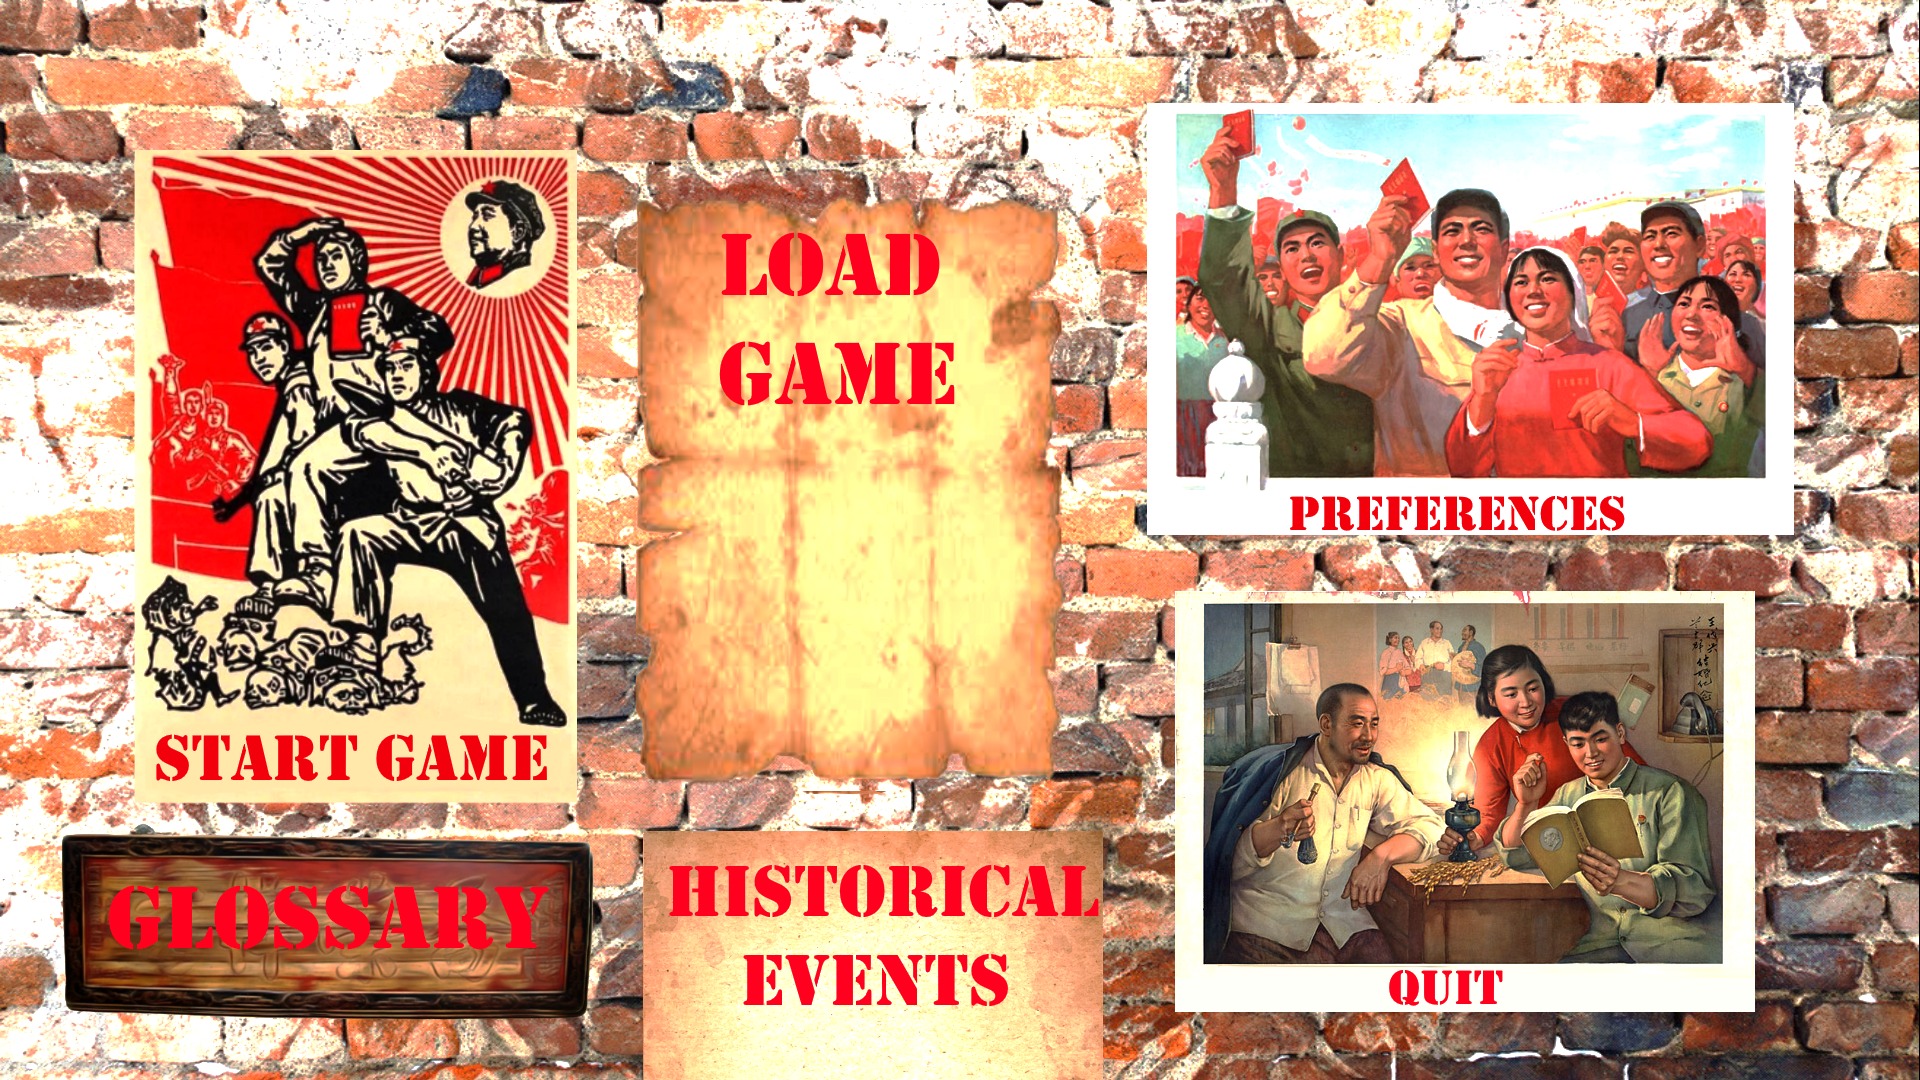 LOAD
GAME
PREFERENCES
START GAME
GLOSSARY
HISTORICAL
EVENTS
QUIT